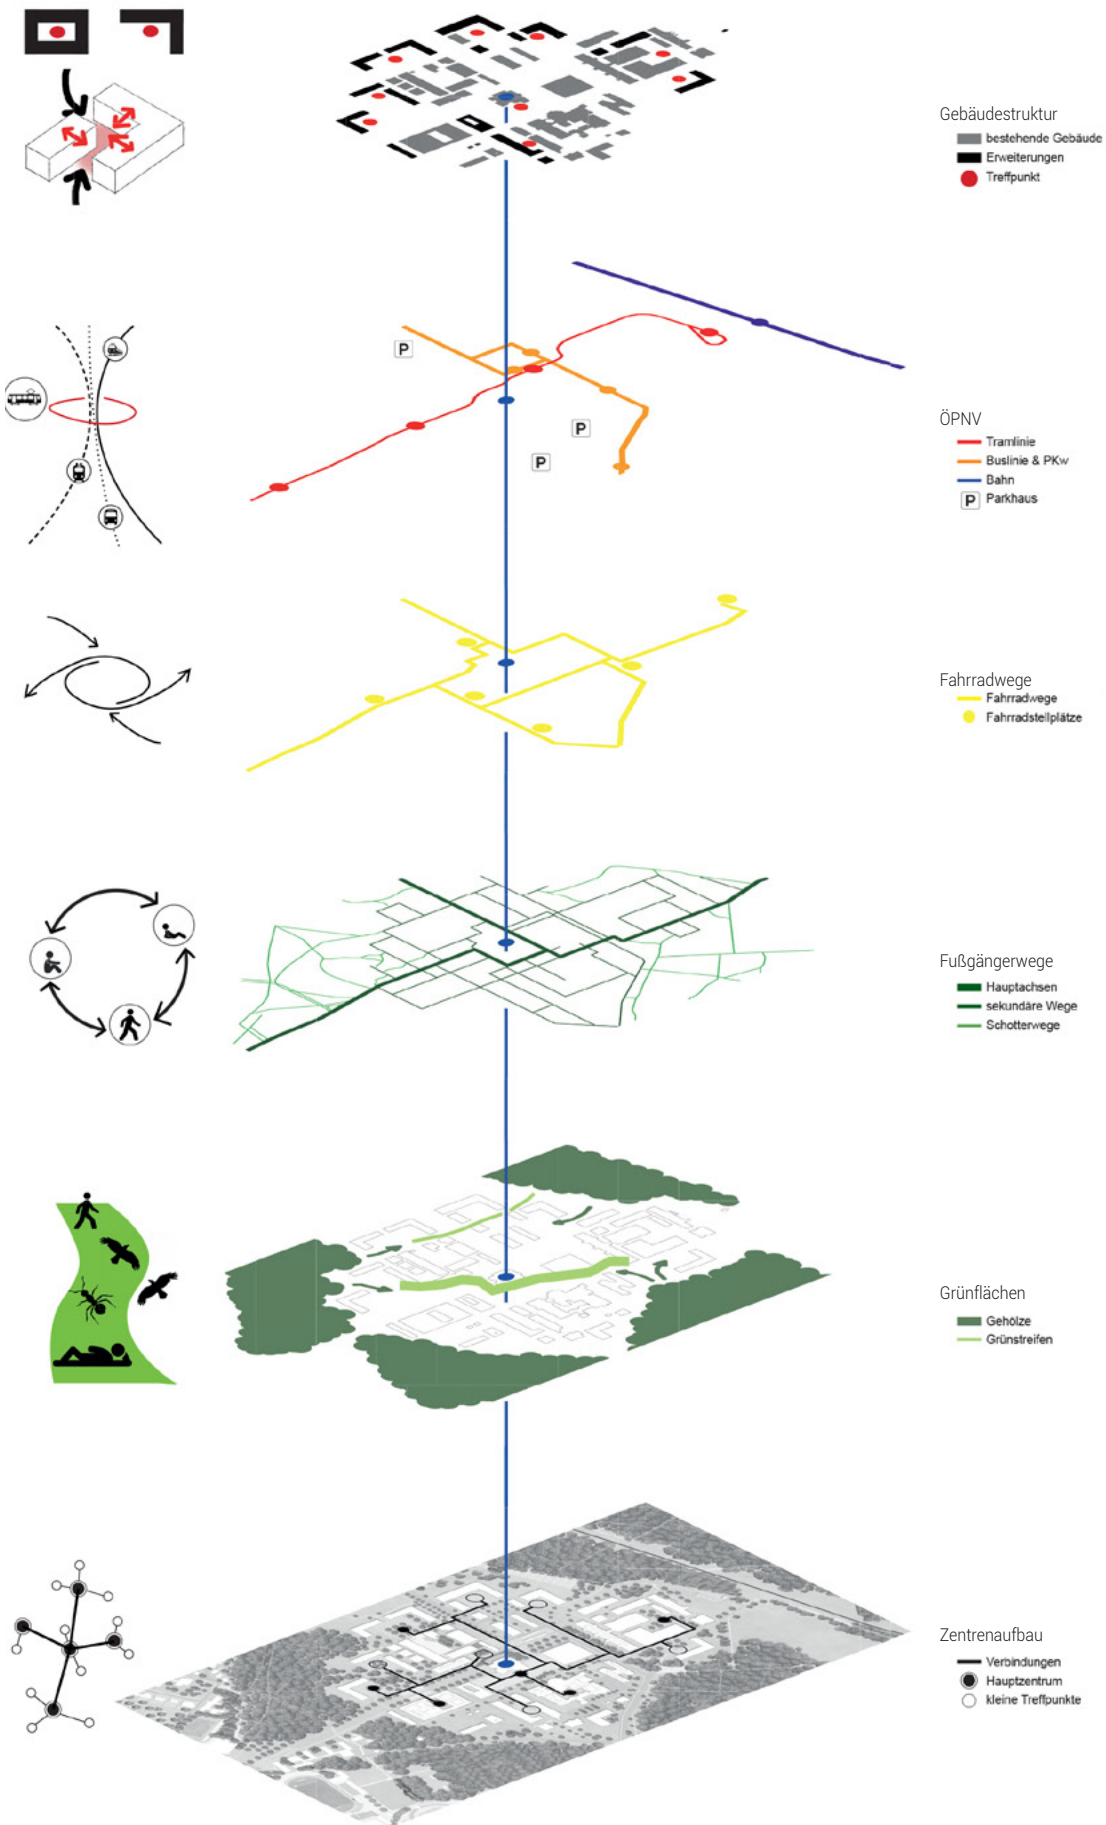 Gebäudestruktur
bestehende Gebäude
Erweiterungen
Treffpunkt
P
P
P
ÖPNV
Tramlinie
Buslinie & PKw
Bahn
P Parkhaus
Fahrradwege
Fahrradwege
Fahrradstellplätze
Fußgängerwege
Hauptachsen
sekundäre Wege
Schotterwege
Grünflächen
Gehölze
Grünstreifen
Zentrenaufbau
Verbindungen
Hauptzentrum
kleine Treffpunkte